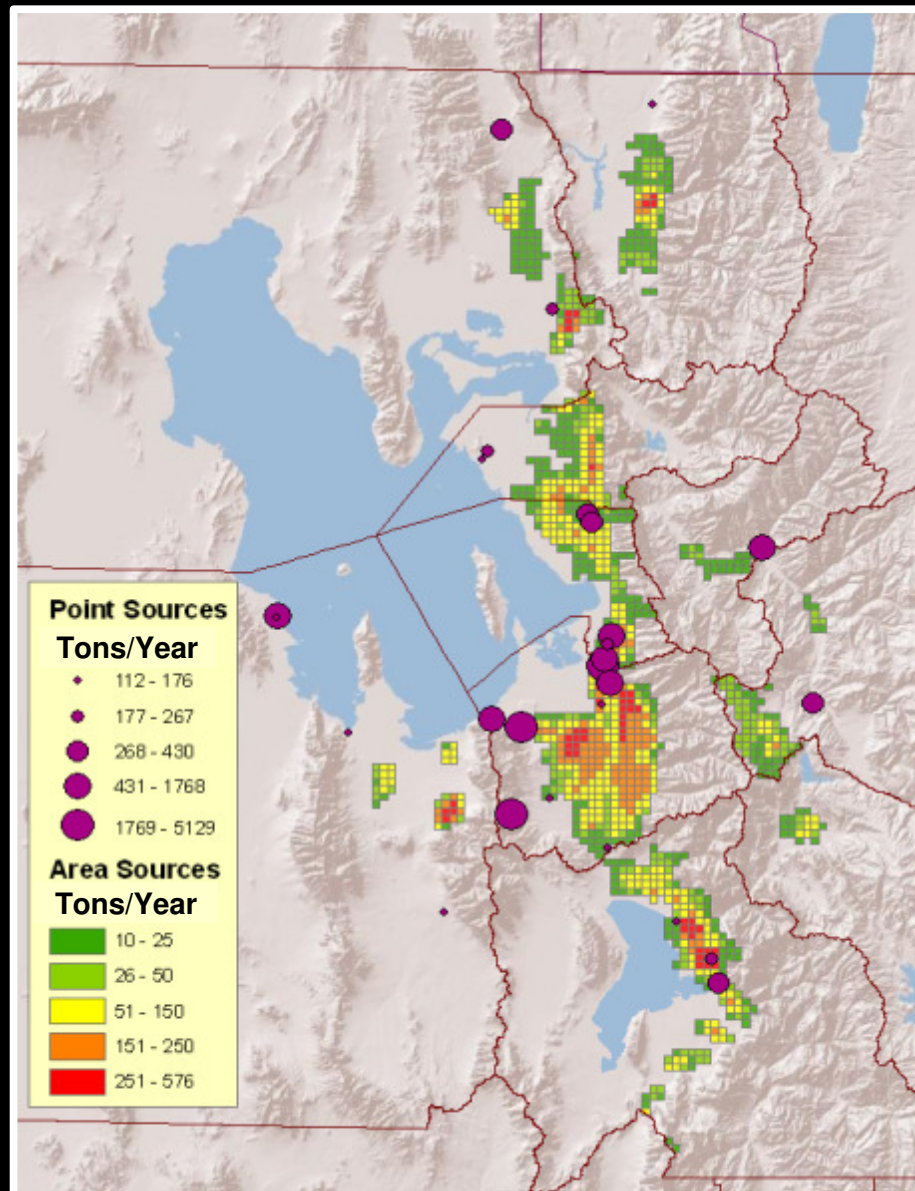 Point Sources
Tons/Year
112 - 176
177 - 267
268 - 430
431 - 1768
1769 - 5129
Area Sources
Tons/Year
10 - 25
26 - 50
51 - 150
151 - 250
251 - 576